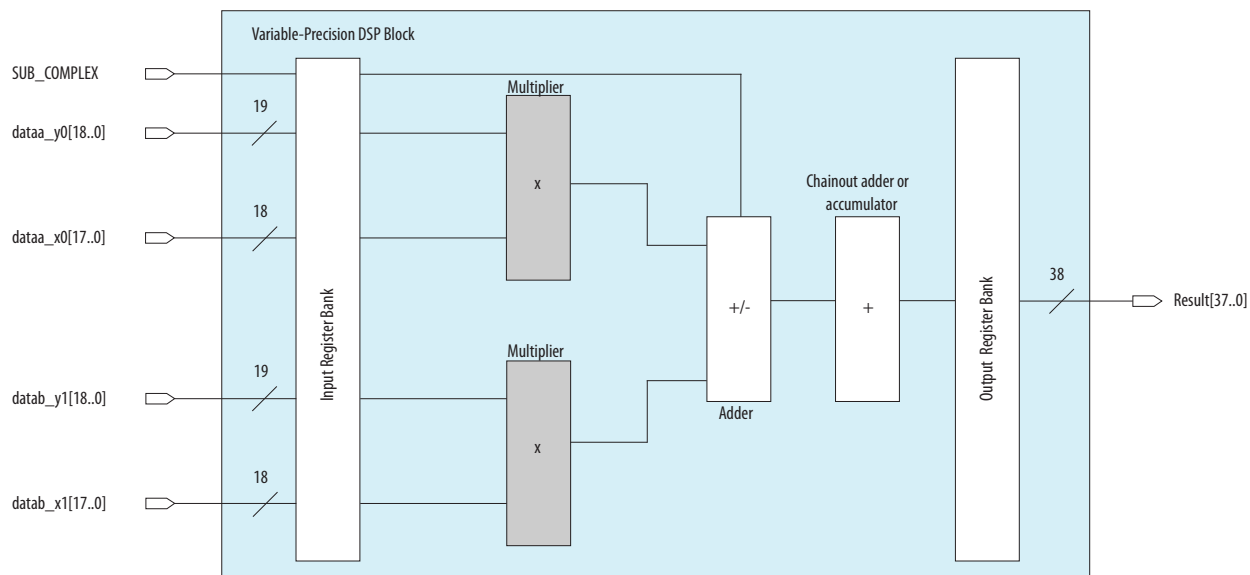 Variable-Precision DSP Block
SUB_COMPLEX
Multiplier
19
dataa_y0[18..0]
x
Chainout adder or
accumulator
18
dataa_x0[17..0]
Input Register Bank
+/-
+
Output Register Bank
38
Result[37..0]
Multiplier
19
datab_y1[18..0]
Adder
x
18
datab_x1[17..0]